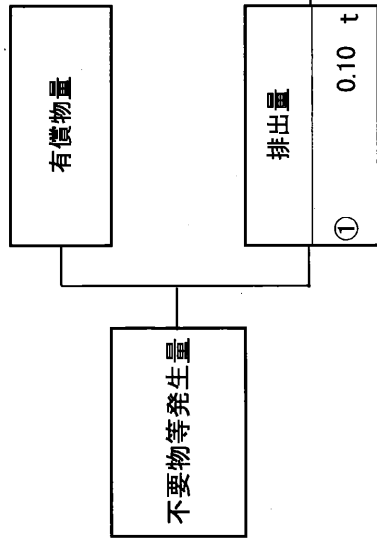 不要物等発生量
有償物量
排出量
① 0.10 t